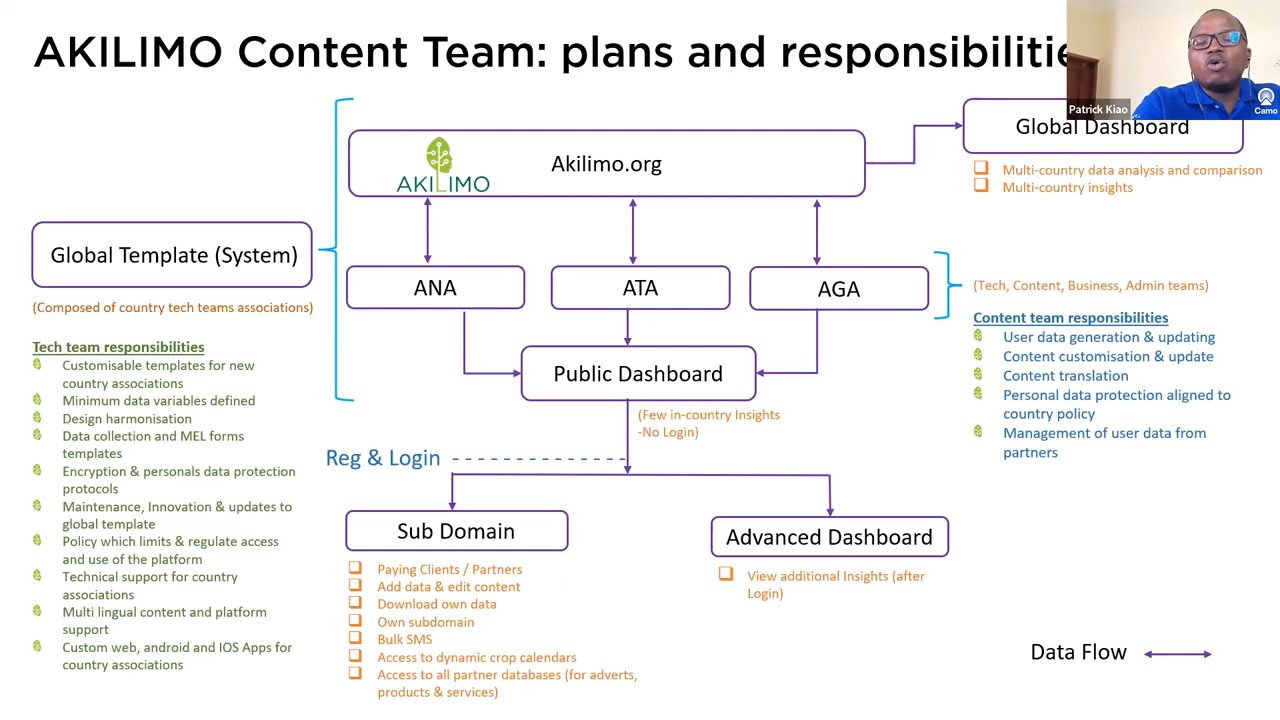 AKILIMO Content Team: plans and responsibilitie
Patrick Kiao
Camo
Global Dashboard
Multi-country data analysis and comparison
Multi-country insights
AKILIMO
Akilimo.org
Global Template (System)
(Composed of country tech teams associations)
ANA
ATA
AGA
(Tech, Content, Business, Admin teams)
Tech team responsibilities
Customisable templates for new
country associations
Minimum data variables defined
Design harmonisation
Data collection and MEL forms
templates
Encryption & personals data protection
protocols
Maintenance, Innovation & updates to
global template
Policy which limits & regulate access
and use of the platform
Technical support for country
associations
Multi lingual content and platform
support
Custom web, android and IOS Apps for
country associations
Content team responsibilities
User data generation & updating
Content customisation & update
Content translation
Personal data protection aligned to
country policy
Management of user data from
partners
Public Dashboard
(Few in-country Insights
-No Login)
Reg & Login
Sub Domain
Paying Clients / Partners
Add data & edit content
Download own data
Own subdomain
Bulk SMS
Access to dynamic crop calendars
Access to all partner databases (for adverts,
products & services)
Advanced Dashboard
View additional Insights (after
Login)
Data Flow